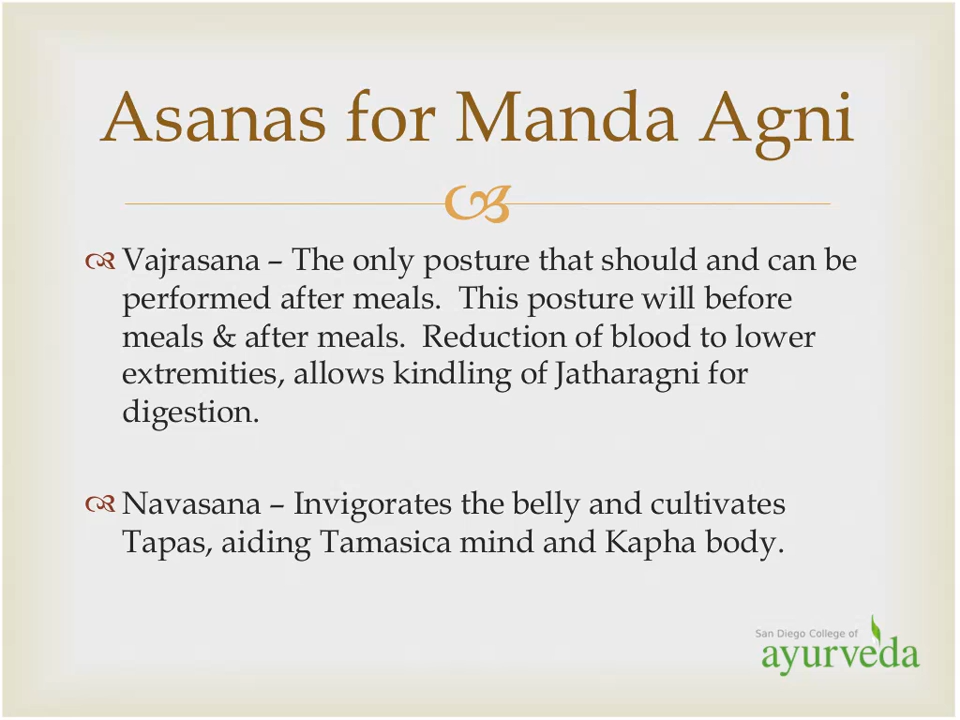 Asanas for Manda Agni
Vajrasana – The only posture that should and can be
performed after meals.  This posture will before
meals & after meals.  Reduction of blood to lower
extremities, allows kindling of Jatharagni for
digestion.
Navasana – Invigorates the belly and cultivates
Tapas, aiding Tamasica mind and Kapha body.
San Diego College of
ayurveda